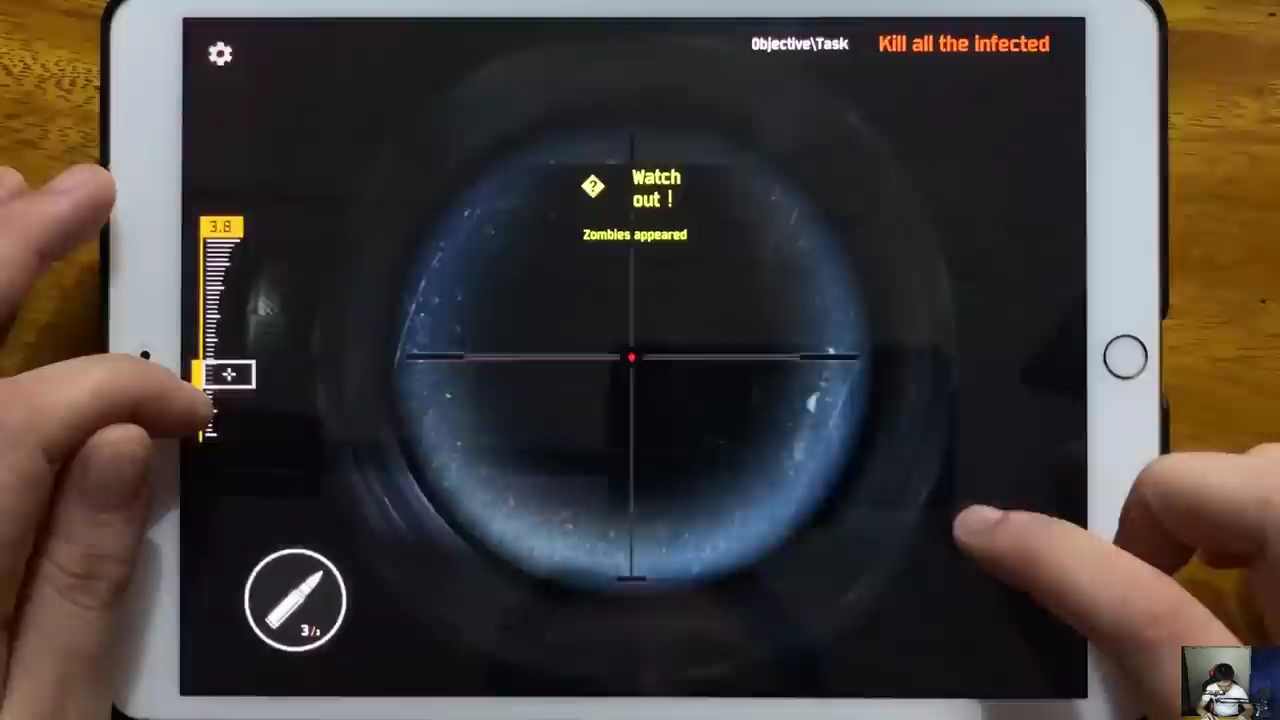 Objective\Task Kill all the infected
? Watch
out !
Zombies appeared
3.8
3/3